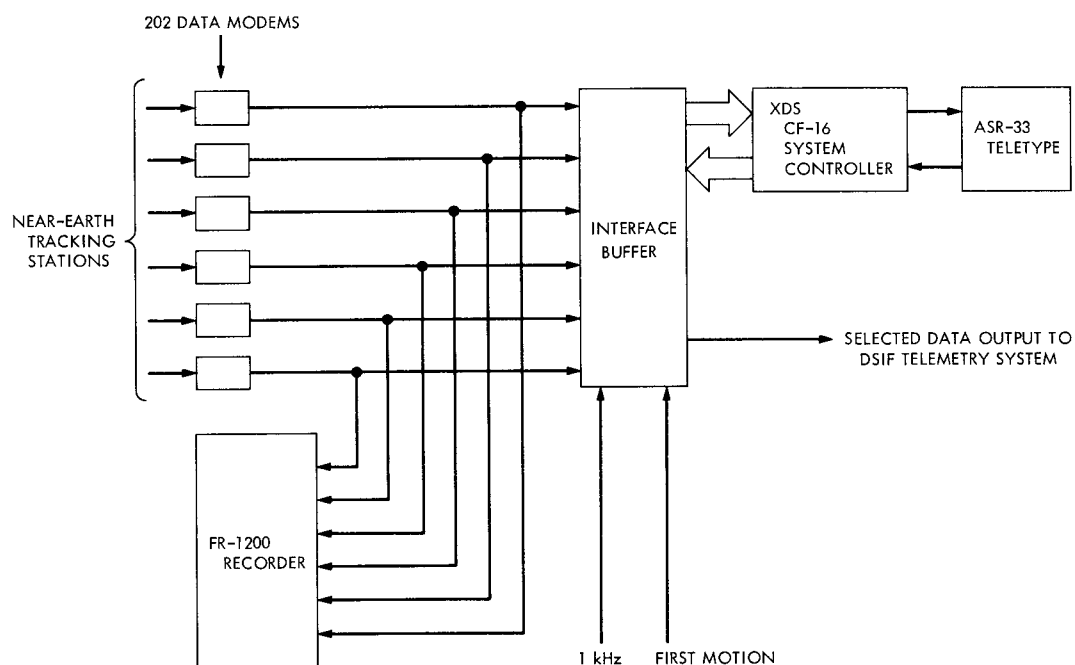 202 DATA MODEMS
NEAR-EARTH
TRACKING
STATIONS
INTERFACE
BUFFER
XDS
CF-16
SYSTEM
CONTROLLER
ASR-33
TELETYPE
SELECTED DATA OUTPUT TO
DSIF TELEMETRY SYSTEM
FR-1200
RECORDER
1 kHz
FIRST MOTION